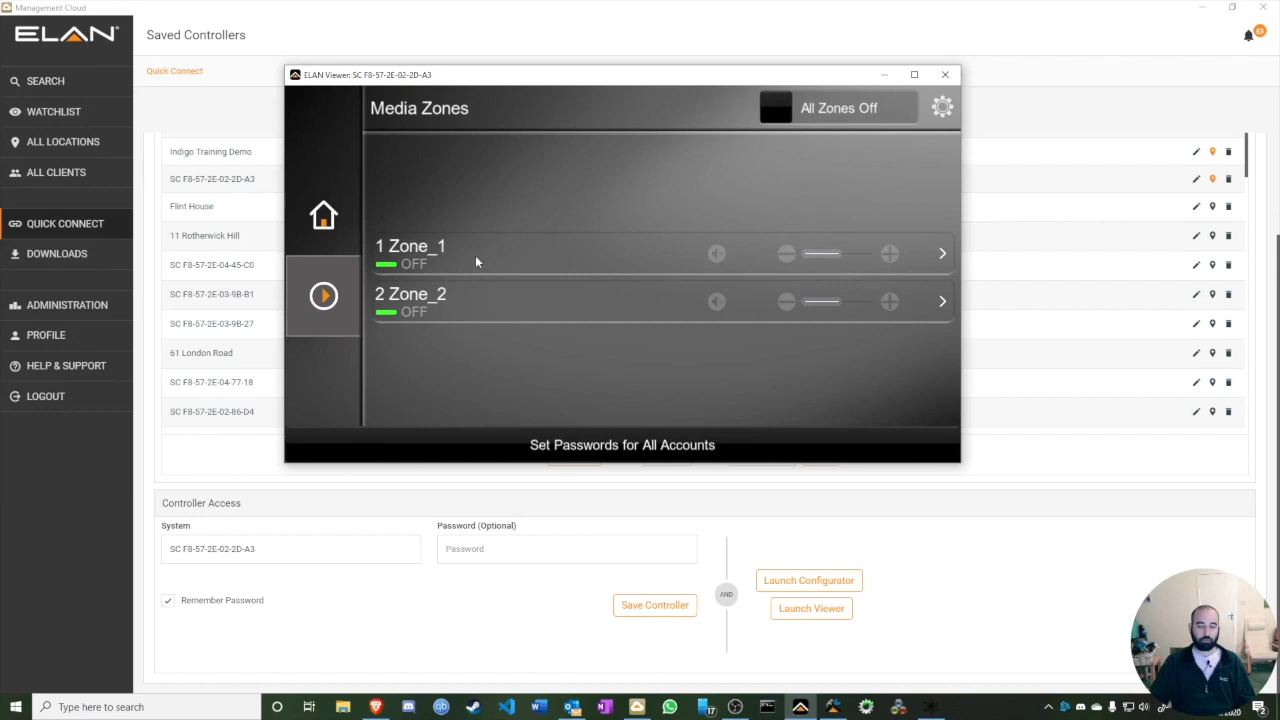 Management Cloud
ELAN
Saved Controllers
53
Quick Connect
SEARCH
WATCHLIST
ALL LOCATIONS
ALL CLIENTS
QUICK CONNECT
DOWNLOADS
ADMINISTRATION
PROFILE
HELP & SUPPORT
LOGOUT
Indigo Training Demo
SC F8-57-2E-02-2D-A3
Flint House
11 Rotherwick Hill
SC F8-57-2E-04-45-C0
SC F8-57-2E-03-9B-B1
SC F8-57-2E-03-9B-27
61 London Road
SC F8-57-2E-04-77-18
SC F8-57-2E-02-86-D4
ELAN Viewer: SC F8-57-2E-02-2D-A3
Media Zones
All Zones Off
1 Zone_1
OFF
2 Zone_2
OFF
Set Passwords for All Accounts
Controller Access
System
Password (Optional)
SC F8-57-2E-02-2D-A3
Password
Remember Password
Save Controller
AND
Launch Configurator
Launch Viewer
Type here to search